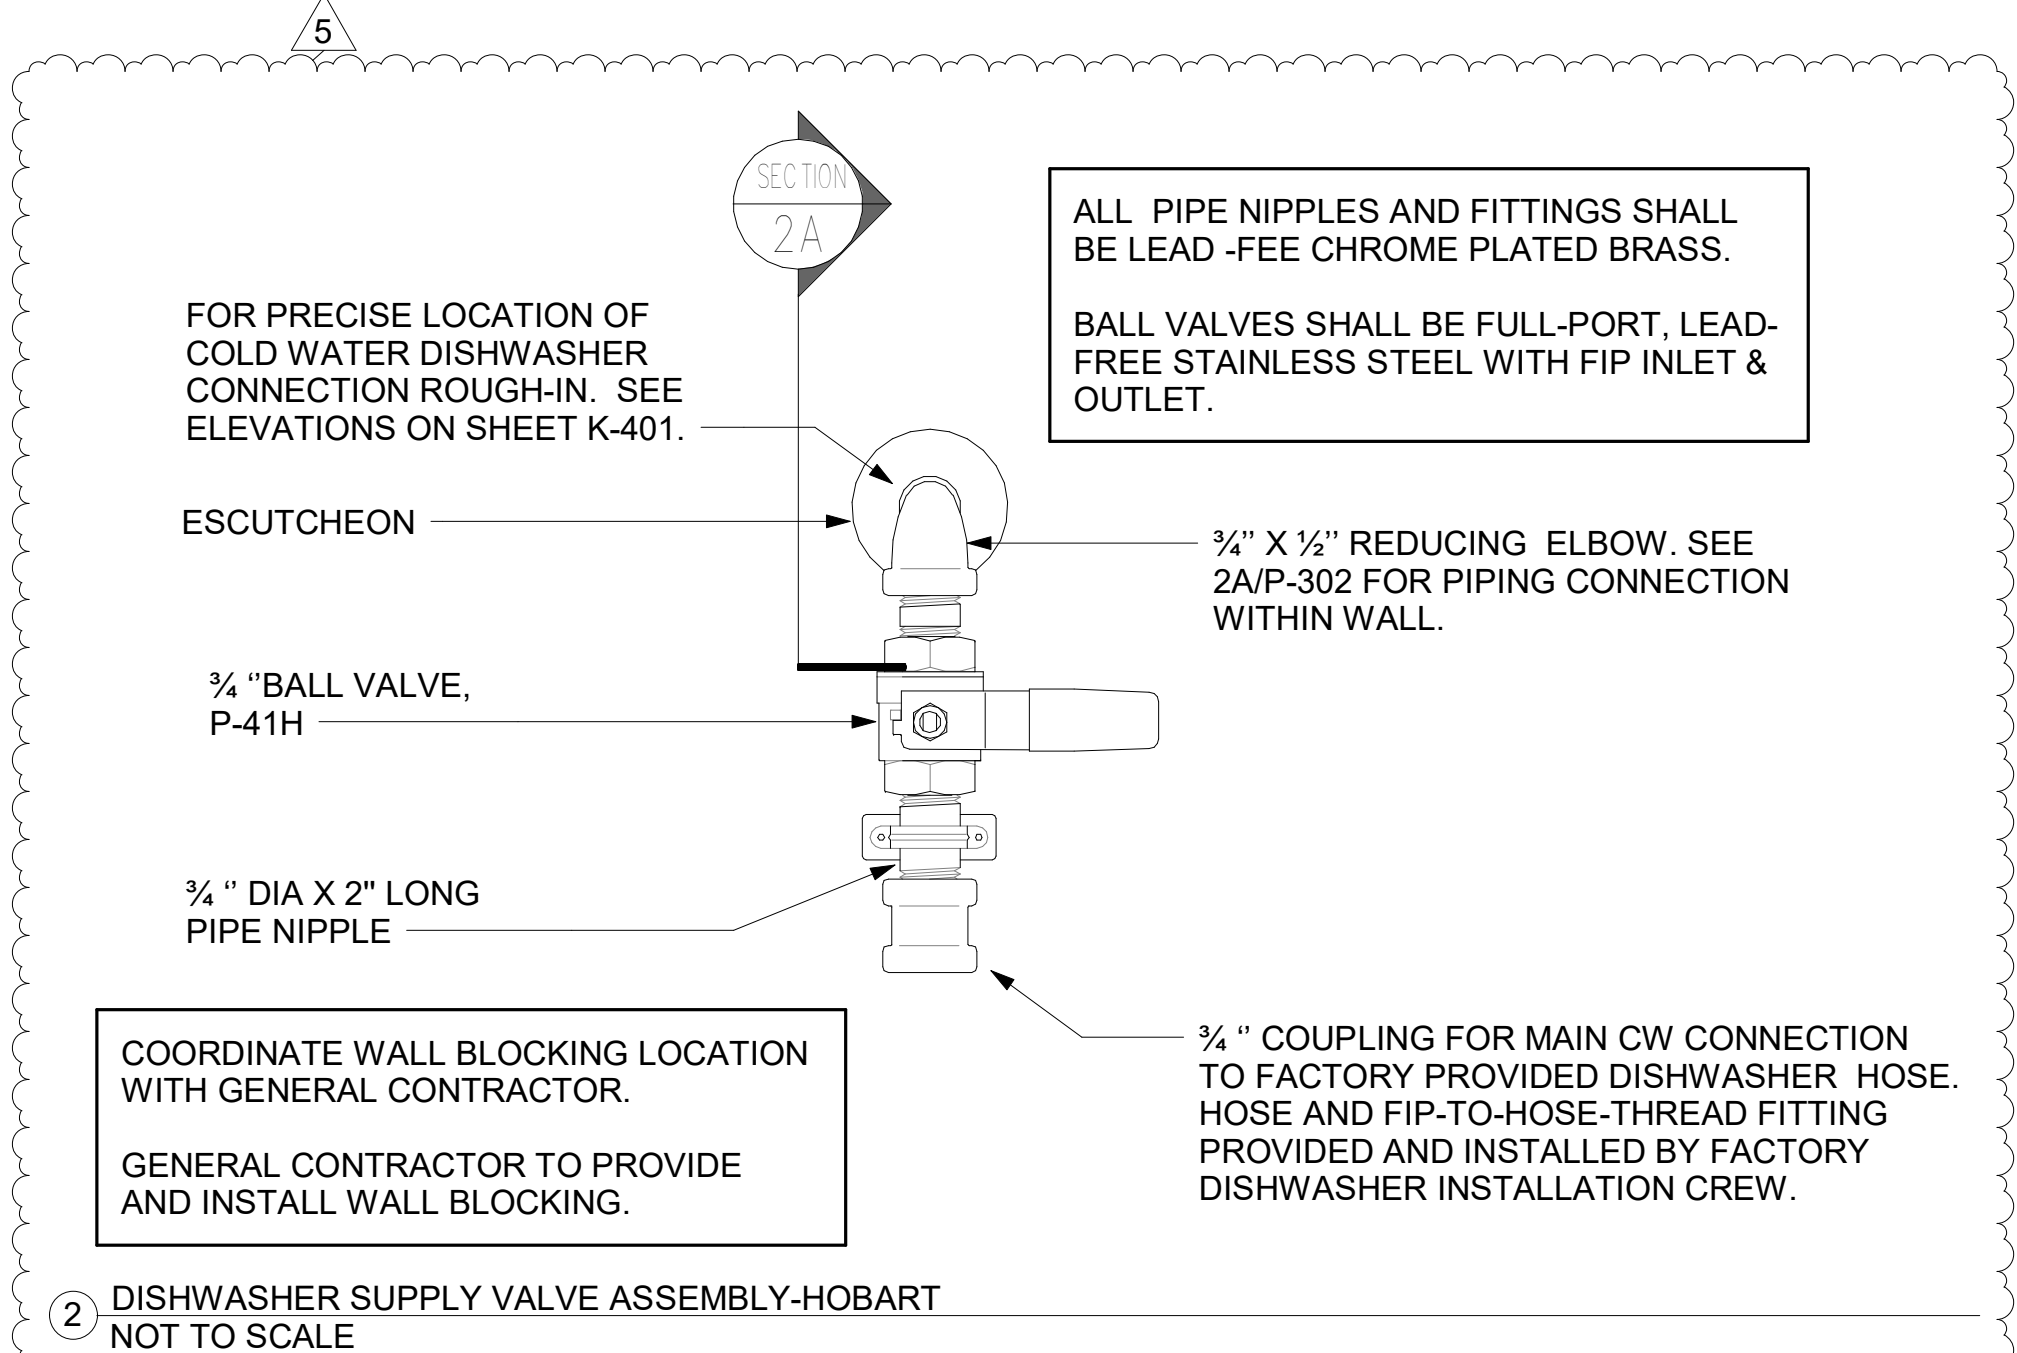 5
SECTION
2A
ALL PIPE NIPPLES AND FITTINGS SHALL
BE LEAD -FEE CHROME PLATED BRASS.
BALL VALVES SHALL BE FULL-PORT, LEAD-
FREE STAINLESS STEEL WITH FIP INLET &
OUTLET.
FOR PRECISE LOCATION OF
COLD WATER DISHWASHER
CONNECTION ROUGH-IN. SEE
ELEVATIONS ON SHEET K-401.
ESCUTCHEON
¾’’ X ½’’ REDUCING ELBOW. SEE
2A/P-302 FOR PIPING CONNECTION
WITHIN WALL.
¾ ‘’BALL VALVE,
P-41H
¾ ‘’ DIA X 2" LONG
PIPE NIPPLE
COORDINATE WALL BLOCKING LOCATION
WITH GENERAL CONTRACTOR.
GENERAL CONTRACTOR TO PROVIDE
AND INSTALL WALL BLOCKING.
¾ ‘’ COUPLING FOR MAIN CW CONNECTION
TO FACTORY PROVIDED DISHWASHER HOSE.
HOSE AND FIP-TO-HOSE-THREAD FITTING
PROVIDED AND INSTALLED BY FACTORY
DISHWASHER INSTALLATION CREW.
2
DISHWASHER SUPPLY VALVE ASSEMBLY-HOBART
NOT TO SCALE